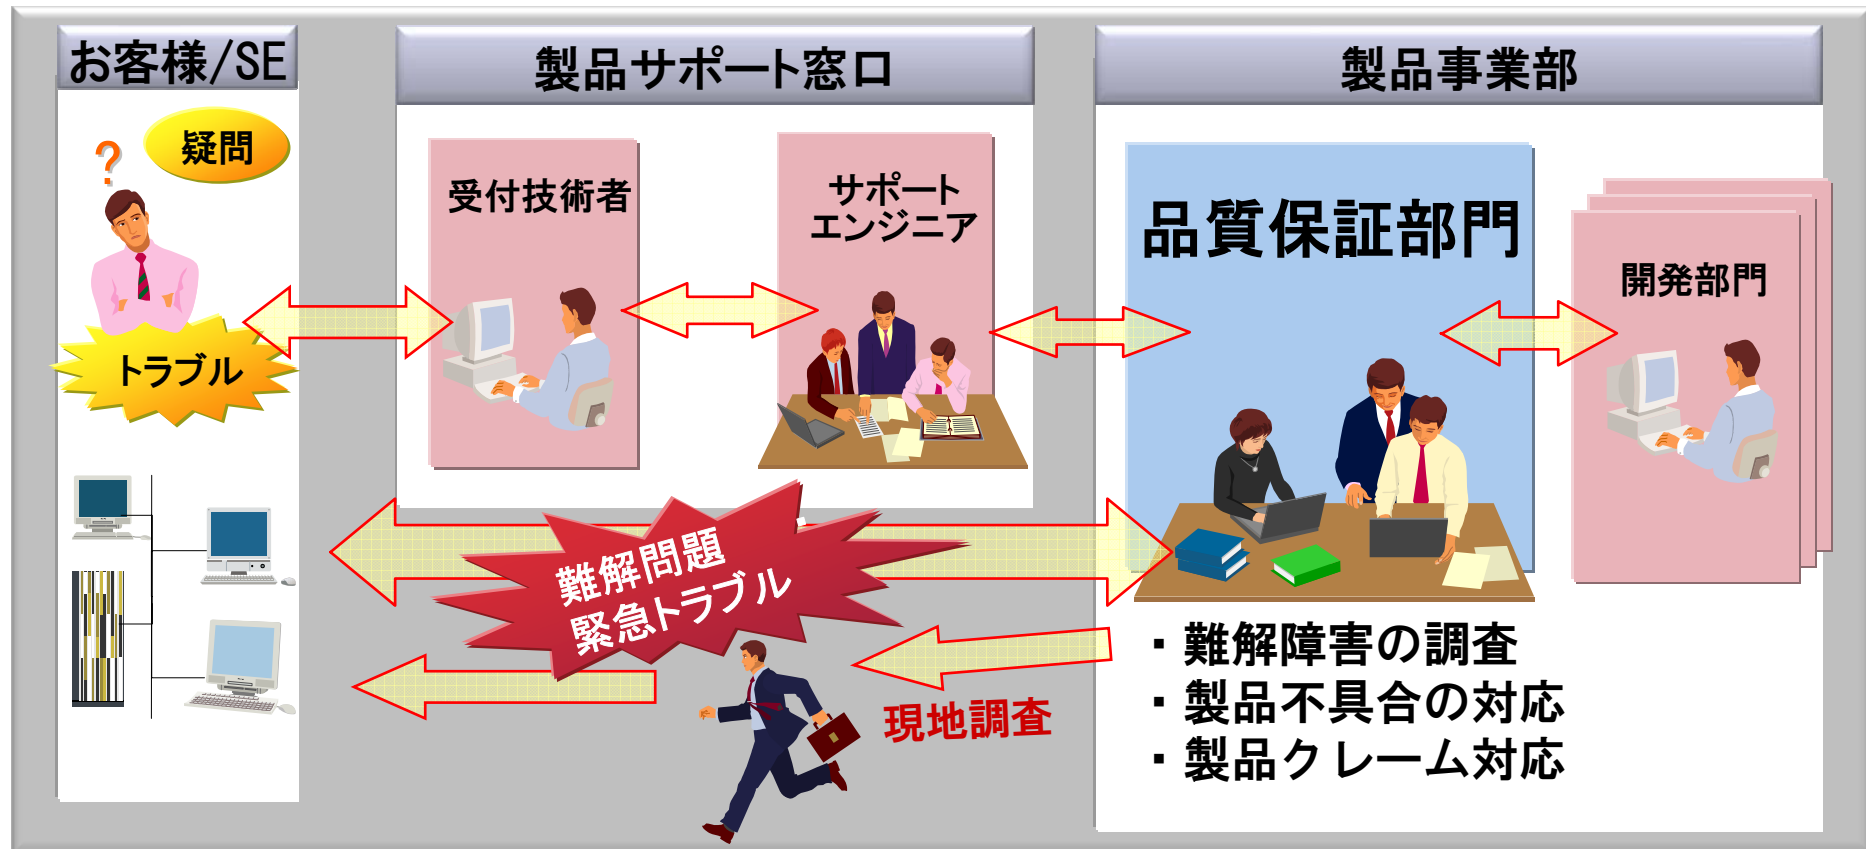 お客様/SE
製品サポート窓口
製品事業部
?
疑問
トラブル
受付技術者
サポート
エンジニア
品質保証部門
開発部門
難解問題
緊急トラブル
現地調査
・難解障害の調査
・製品不具合の対応
・製品クレーム対応